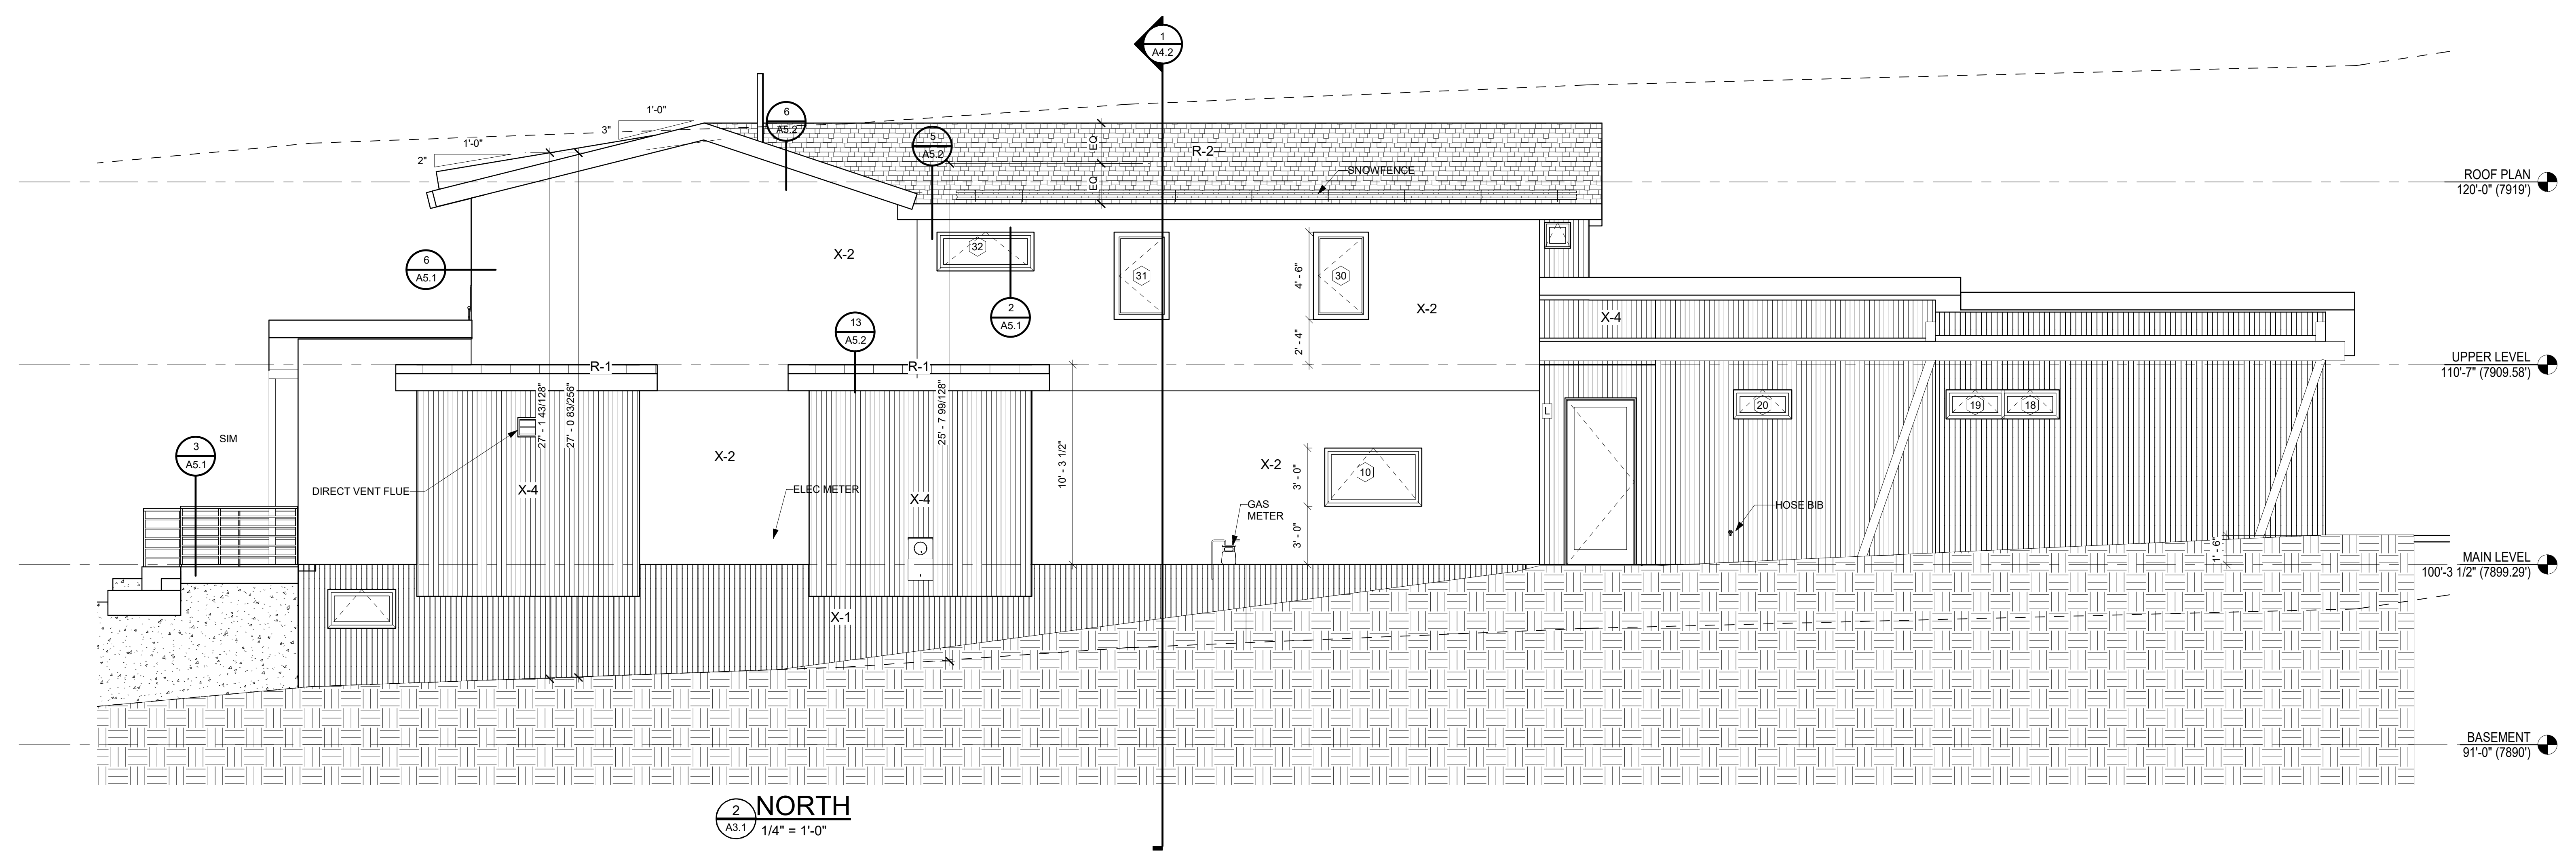 1
A4.2
1'-0"
3"
6
A5.2
1'-0"
2"
5
A5.2
EQ
R-2
EQ
SNOWFENCE
ROOF PLAN
120'-0" (7919')
32
31
30
X-2
4' - 6"
6
A5.1
2
A5.1
X-2
X-4
13
A5.2
2' - 4"
UPPER LEVEL
110'-7" (7909.58')
R-1
R-1
27' - 1 43/128"
27' - 0 83/256"
25' - 7 99/128"
L
20
19
18
3
A5.1
SIM
X-2
10' - 3 1/2"
X-2
3' - 0"
10
DIRECT VENT FLUE
X-4
ELEC METER
X-4
GAS
METER
HOSE BIB
3' - 0"
1' - 6"
MAIN LEVEL
100'-3 1/2" (7899.29')
X-1
BASEMENT
91'-0" (7890')
2
A3.1
NORTH
1/4" = 1'-0"